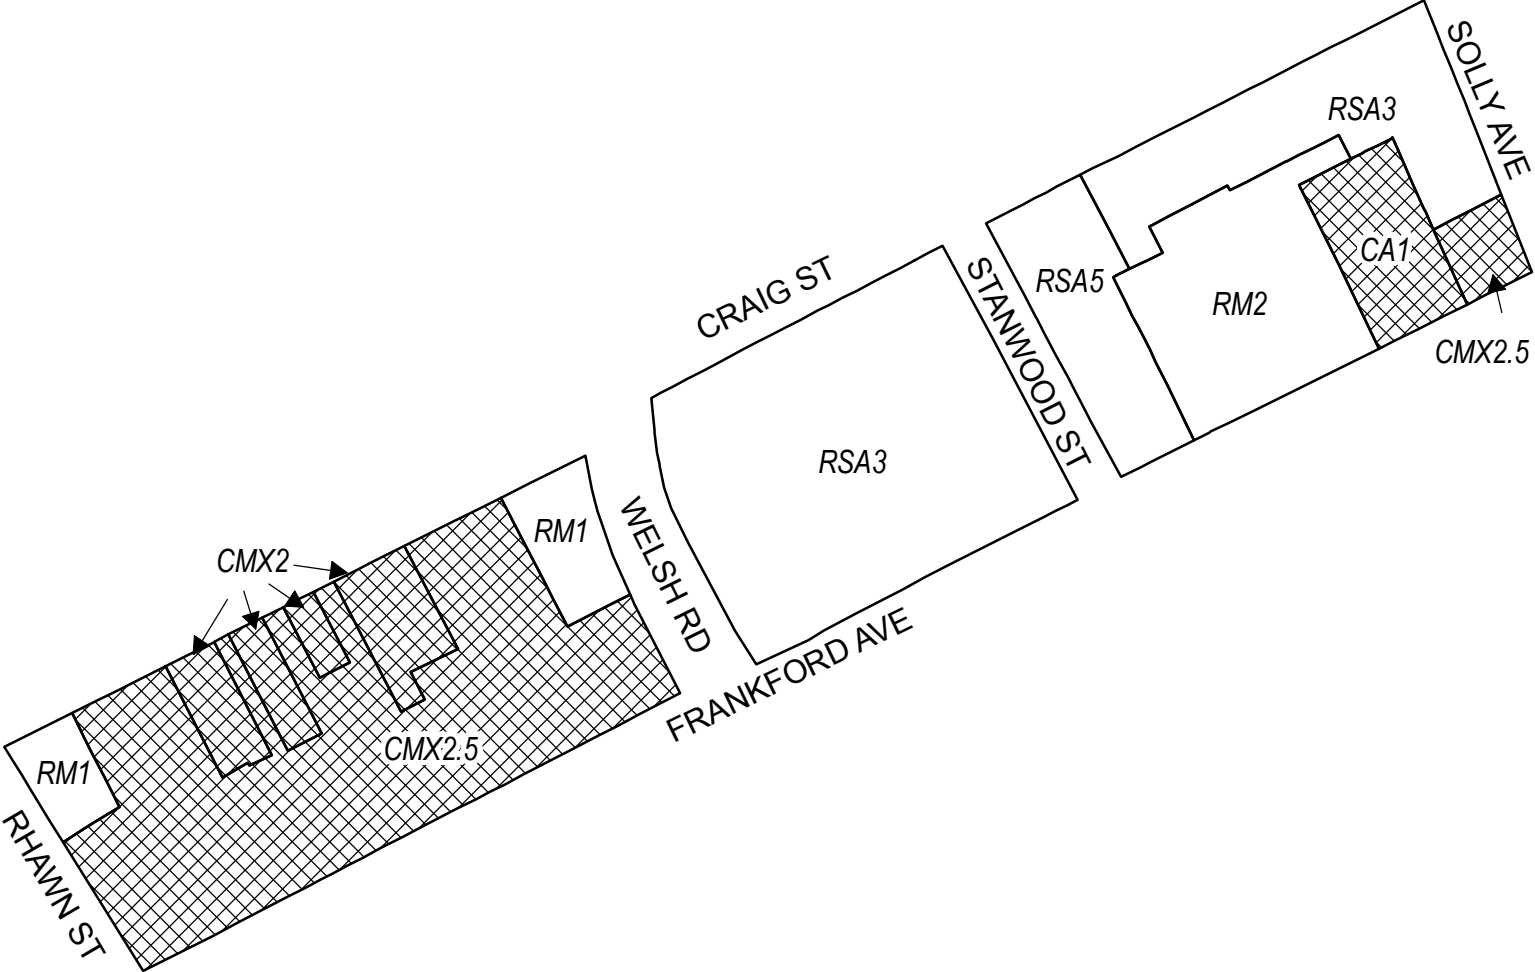 SOLLY AVE
RSA3
CA1
RSA5
RM2
CMX2.5
STANWOOD ST
CRAIG ST
RSA3
WELSH RD
FRANKFORD AVE
RM1
CMX2
CMX2.5
RM1
RHAWN ST